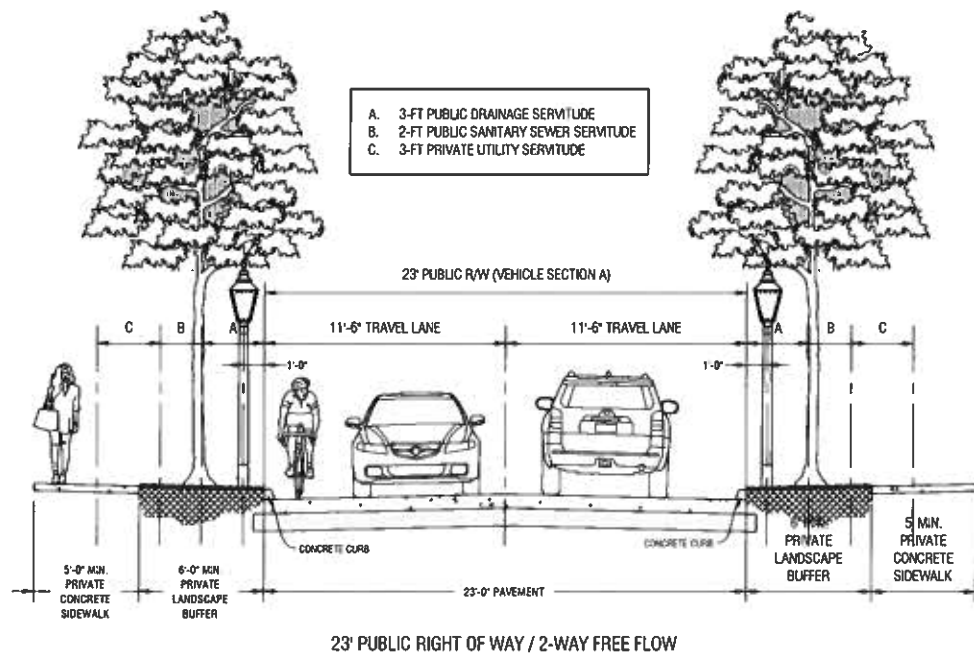 A. 3-FT PUBLIC DRAINAGE SERVITUDE
B. 2-FT PUBLIC SANITARY SEWER SERVITUDE
C. 3-FT PRIVATE UTILITY SERVITUDE
23' PUBLIC R/W (VEHICLE SECTION A)
C B A 11'-6" TRAVEL LANE 11'-6" TRAVEL LANE A B C
1'-0" 1'-0"
CONCRETE CURB CONCRETE CURB
5'-0" MIN.
PRIVATE
CONCRETE
SIDEWALK
6'-0" MIN
PRIVATE
LANDSCAPE
BUFFER
23'-0" PAVEMENT
PRIVATE
LANDSCAPE
BUFFER
5 MIN.
PRIVATE
CONCRETE
SIDEWALK
23' PUBLIC RIGHT OF WAY / 2-WAY FREE FLOW